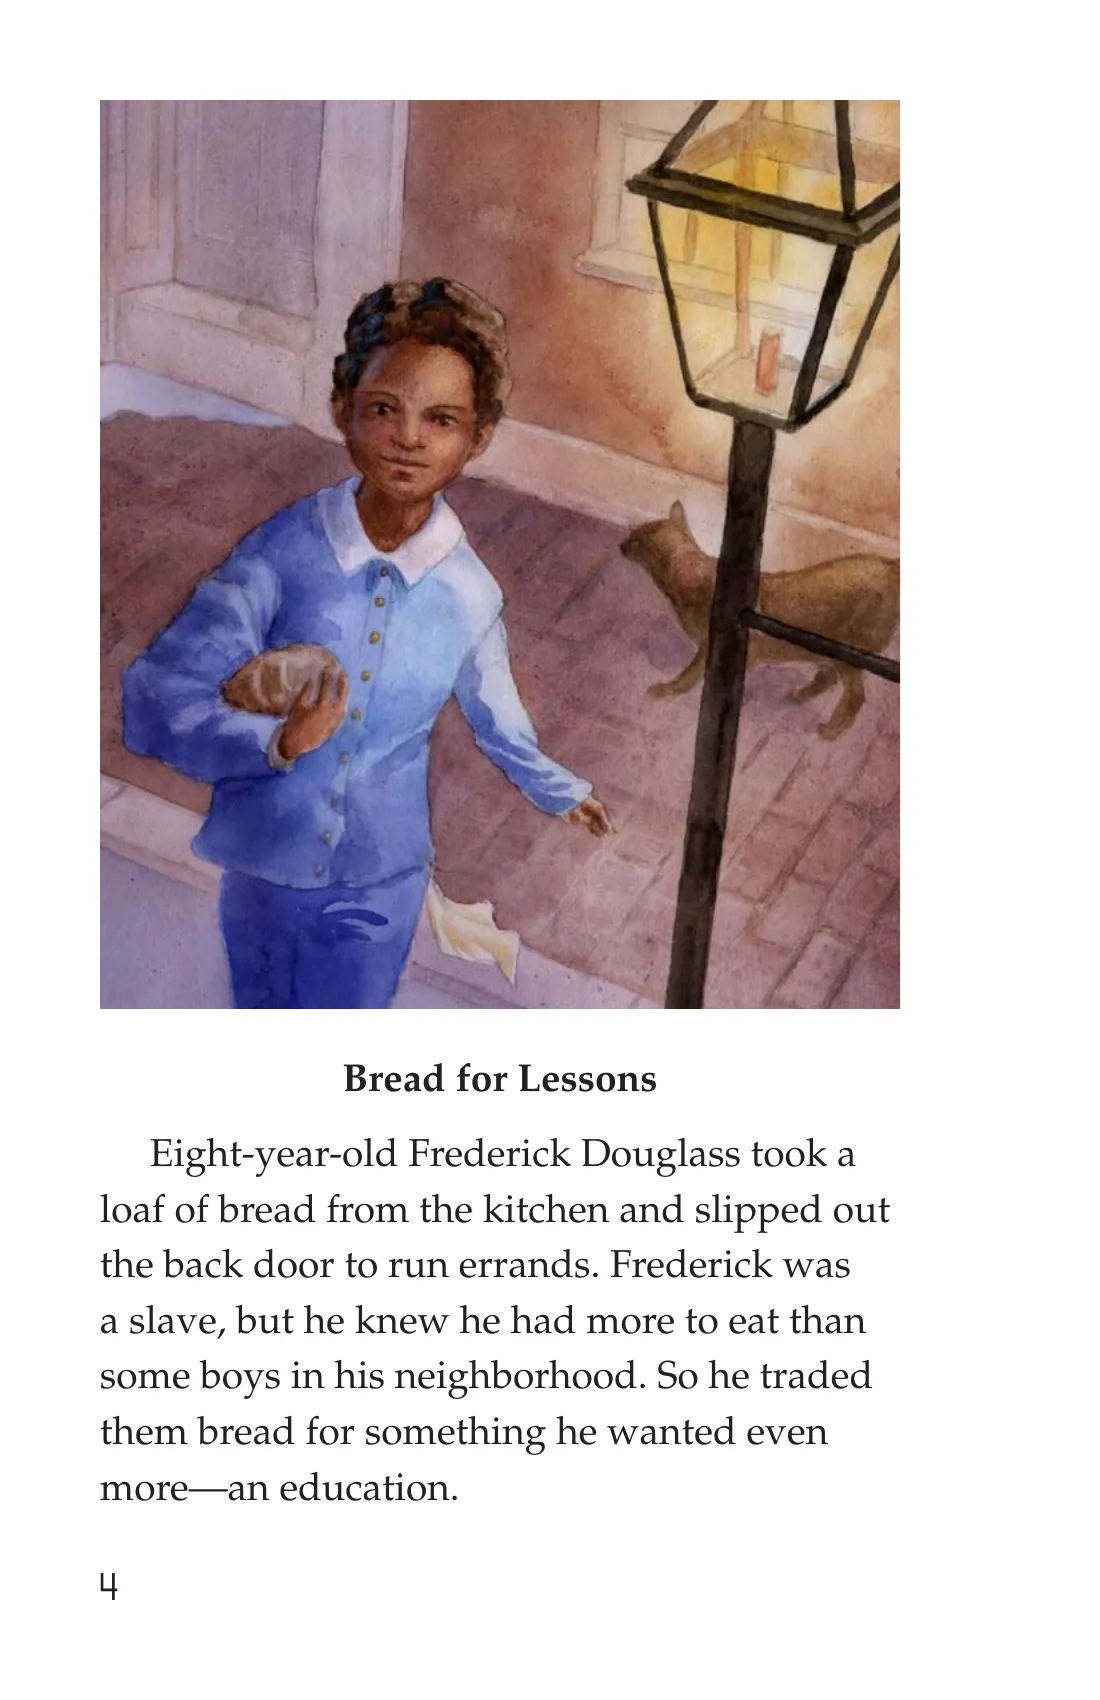 Bread for Lessons
Eight-year-old Frederick Douglass took a
loaf of bread from the kitchen and slipped out
the back door to run errands. Frederick was
a slave, but he knew he had more to eat than
some boys in his neighborhood. So he traded
them bread for something he wanted even
more—an education.
4